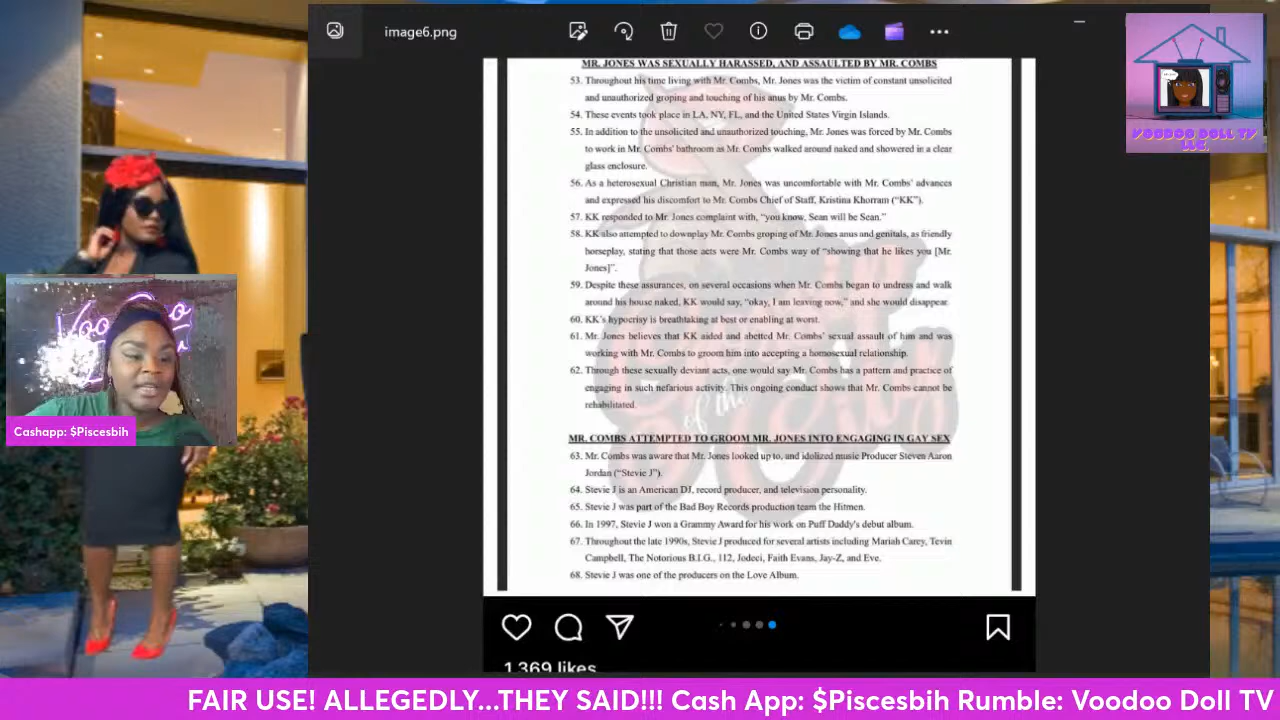 image6.png
MR. JONES WAS SEXUALLY HARASSED, AND ASSAULTED BY MR. COMBS
53. Throughout his time living with Mr. Combs, Mr. Jones was the victim of constant unsolicited
and unauthorized groping and touching of his anus by Mr. Combs.
54. These events took place in LA, NY, FL, and the United States Virgin Islands.
55. In addition to the unsolicited and unauthorized touching, Mr. Jones was forced by Mr. Combs
to work in Mr. Combs' bathroom as Mr. Combs walked around naked and showered in a clear
glass enclosure.
56. As a heterosexual Christian man, Mr. Jones was uncomfortable with Mr. Combs' advances
and expressed his discomfort to Mr. Combs Chief of Staff, Kristina Khorram ("KK").
57. KK responded to Mr. Jones complaint with, "you know, Sean will be Sean."
58. KK also attempted to downplay Mr. Combs groping of Mr. Jones anus and genitals, as friendly
horseplay, stating that those acts were Mr. Combs way of "showing that he likes you [Mr.
Jones]".
59. Despite these assurances, on several occasions when Mr. Combs began to undress and walk
around his house naked, KK would say, "okay, I am leaving now," and she would disappear.
60. KK's hypocrisy is breathtaking at best or enabling at worst.
61. Mr. Jones believes that KK aided and abetted Mr. Combs' sexual assault of him and was
working with Mr. Combs to groom him into accepting a homosexual relationship.
62. Through these sexually deviant acts, one would say Mr. Combs has a pattern and practice of
engaging in such nefarious activity. This ongoing conduct shows that Mr. Combs cannot be
rehabilitated.
MR. COMBS ATTEMPTED TO GROOM MR. JONES INTO ENGAGING IN GAY SEX
63. Mr. Combs was aware that Mr. Jones looked up to, and idolized music Producer Steven Aaron
Jordan ("Stevie J").
64. Stevie J is an American DJ, record producer, and television personality.
65. Stevie J was part of the Bad Boy Records production team the Hitmen.
66. In 1997, Stevie J won a Grammy Award for his work on Puff Daddy's debut album.
67. Throughout the late 1990s, Stevie J produced for several artists including Mariah Carey, Tevin
Campbell, The Notorious B.I.G., 112, Jodeci, Faith Evans, Jay-Z, and Eve.
68. Stevie J was one of the producers on the Love Album.
of the
1,369 likes
VOODOO DOLL TV
LLC.
Cashapp: $Piscesbih
FAIR USE! ALLEGEDLY...THEY SAID!!! Cash App: $Piscesbih Rumble: Voodoo Doll TV